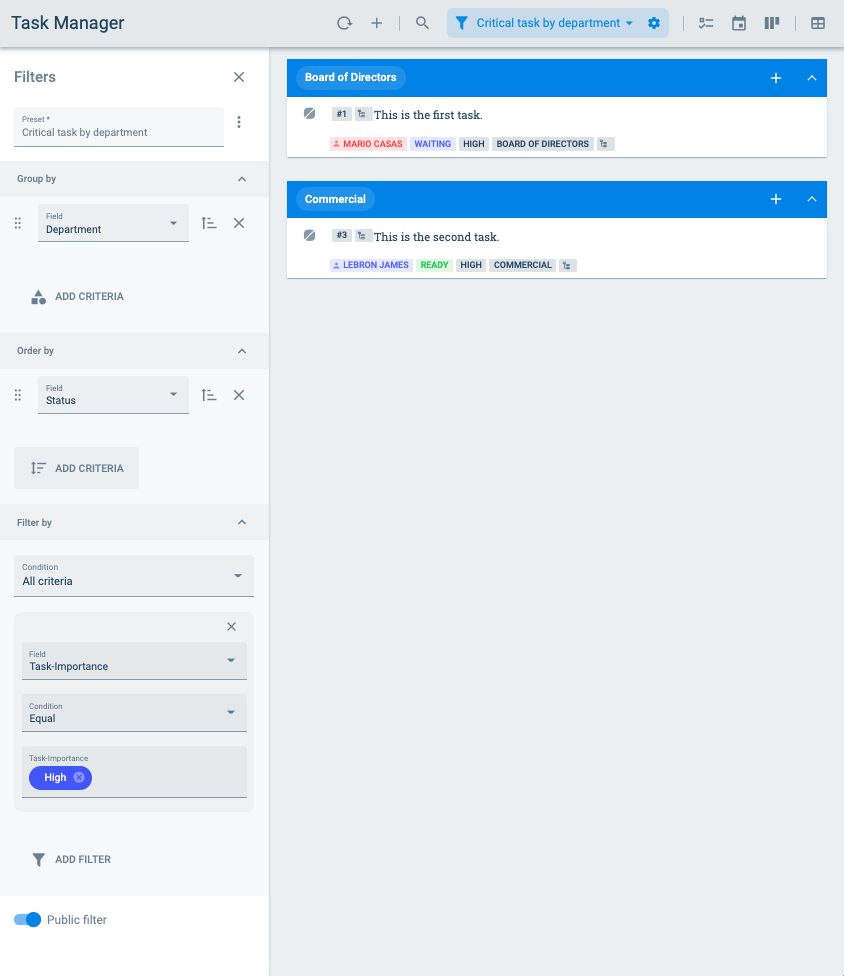 Task Manager
Critical task by department
Filters
Preset *
Critical task by department
Group by
Field
Department
ADD CRITERIA
Order by
Field
Status
ADD CRITERIA
Filter by
Condition
All criteria
Field
Task-Importance
Condition
Equal
Task-Importance
High
ADD FILTER
Public filter
Board of Directors
#1 This is the first task.
MARIO CASAS WAITING HIGH BOARD OF DIRECTORS
Commercial
#3 This is the second task.
LEBRON JAMES READY HIGH COMMERCIAL